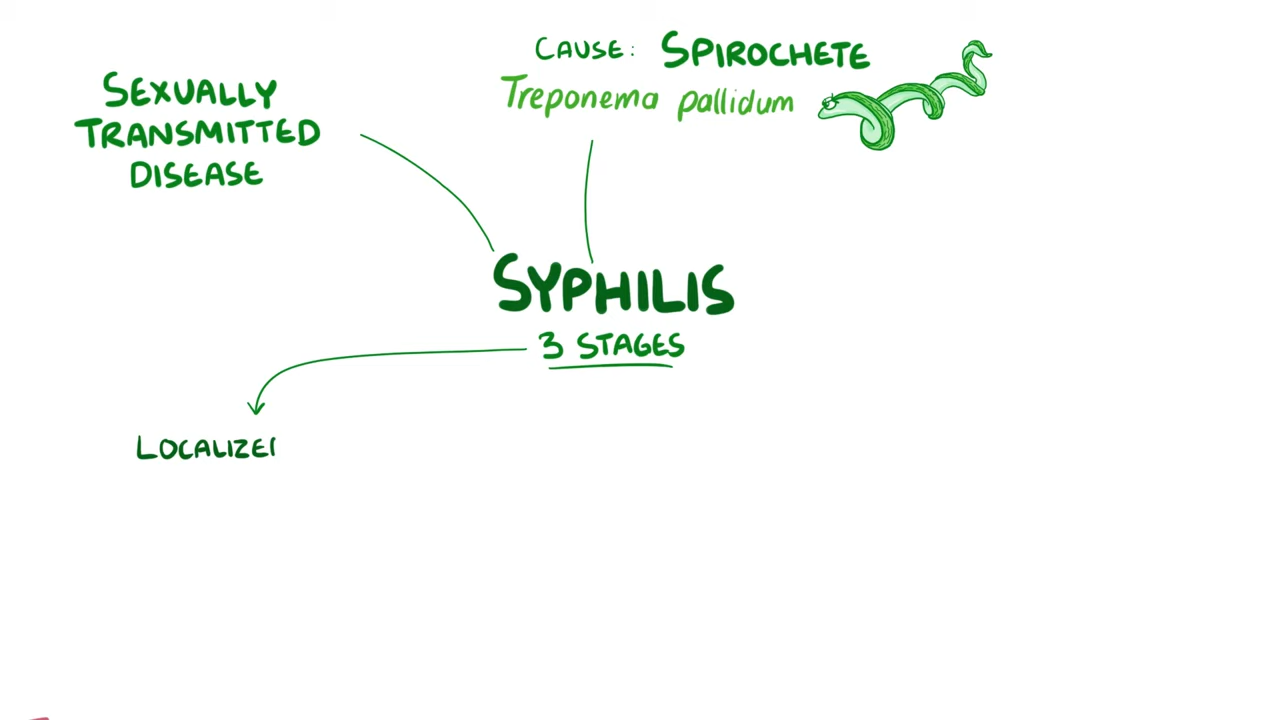 SEXUALLY
TRANSMITTED
DISEASE
CAUSE: SPIROCHETE
Treponema pallidum
SYPHILIS
3 STAGES